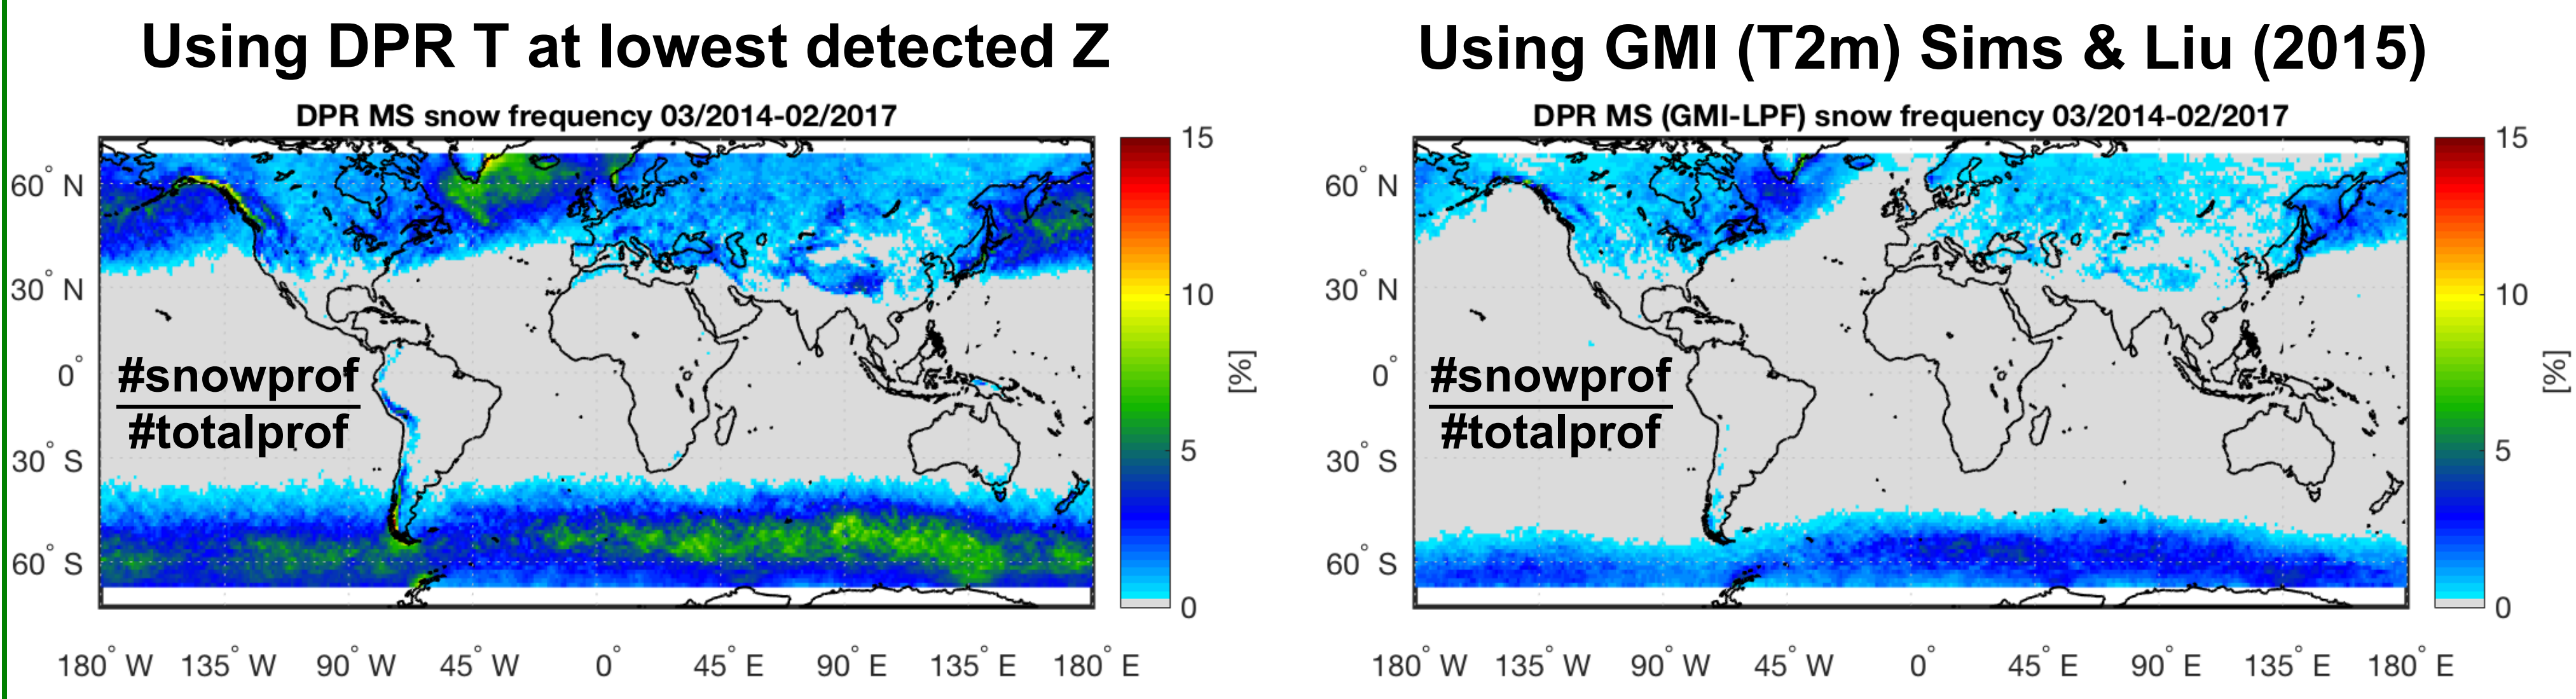 Using DPR T at lowest detected Z
DPR MS snow frequency 03/2014-02/2017
60° N
30° N
0°
30° S
60° S
180° W 135° W 90° W 45° W 0° 45° E 90° E 135° E 180° E
#snowprof
#totalprof
15
10
5
0
[%]
Using GMI (T2m) Sims & Liu (2015)
DPR MS (GMI-LPF) snow frequency 03/2014-02/2017
60° N
30° N
0°
30° S
60° S
180° W 135° W 90° W 45° W 0° 45° E 90° E 135° E 180° E
#snowprof
#totalprof
15
10
5
0
[%]